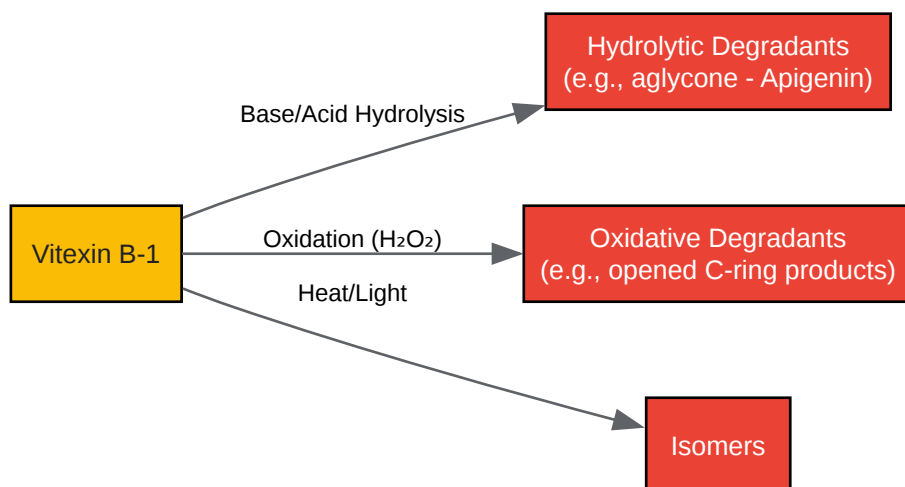 Hydrolytic Degradants
(e.g., aglycone - Apigenin)
Base/Acid Hydrolysis
Vitexin B-1
Oxidation (H₂O₂)
Oxidative Degradants
(e.g., opened C-ring products)
Heat/Light
Isomers